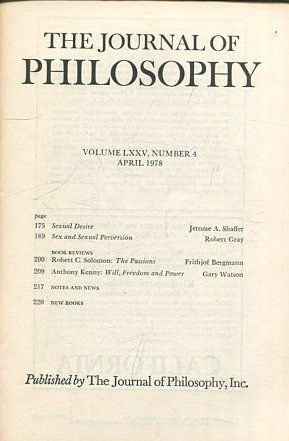 THE JOURNAL OF
PHILOSOPHY
VOLUME LXXV, NUMBER 4
APRIL 1978
page
175 Sexual Desire Jerome A. Shaffer
189 Sex and Sexual Perversion Robert Gray
BOOK REVIEWS
200 Robert C. Solomon: The Passions Frithjof Bergmann
209 Anthony Kenny: Will, Freedom and Power Gary Watson
217 NOTES AND NEWS
220 NEW BOOKS
Published by The Journal of Philosophy, Inc.